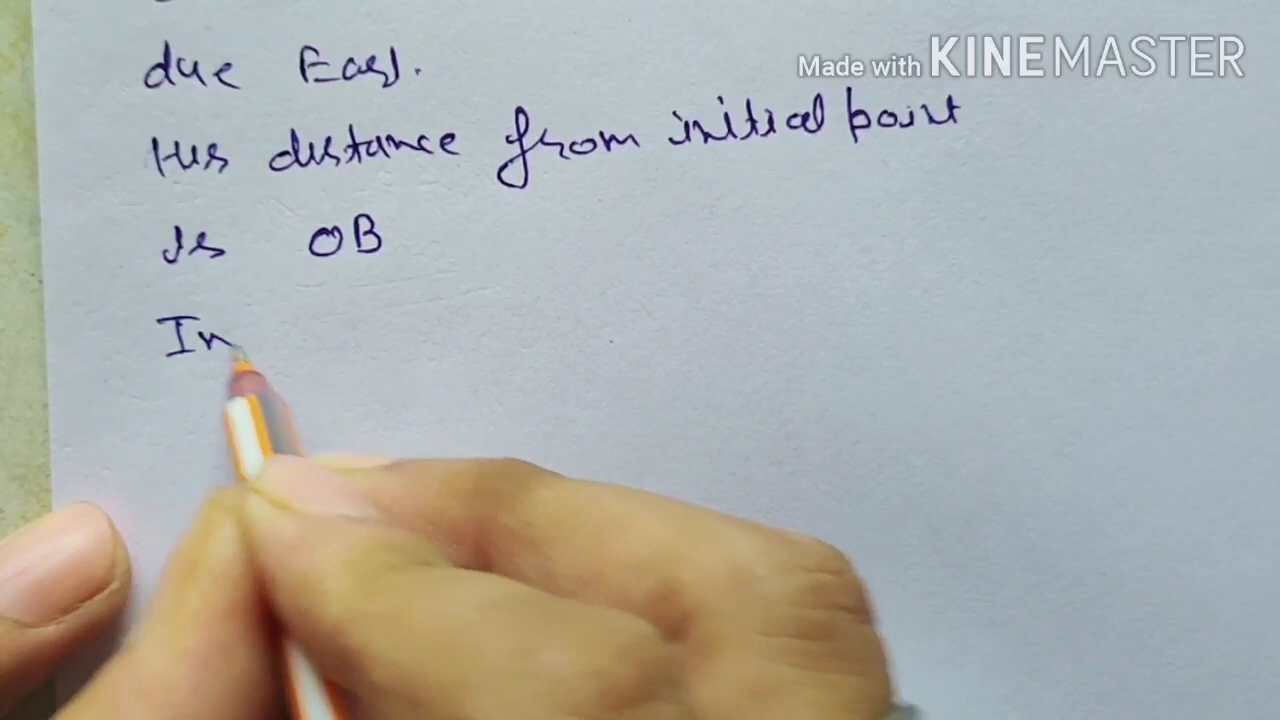 Made with KINEMASTER
due East.
His distance from initial point
is OB
In